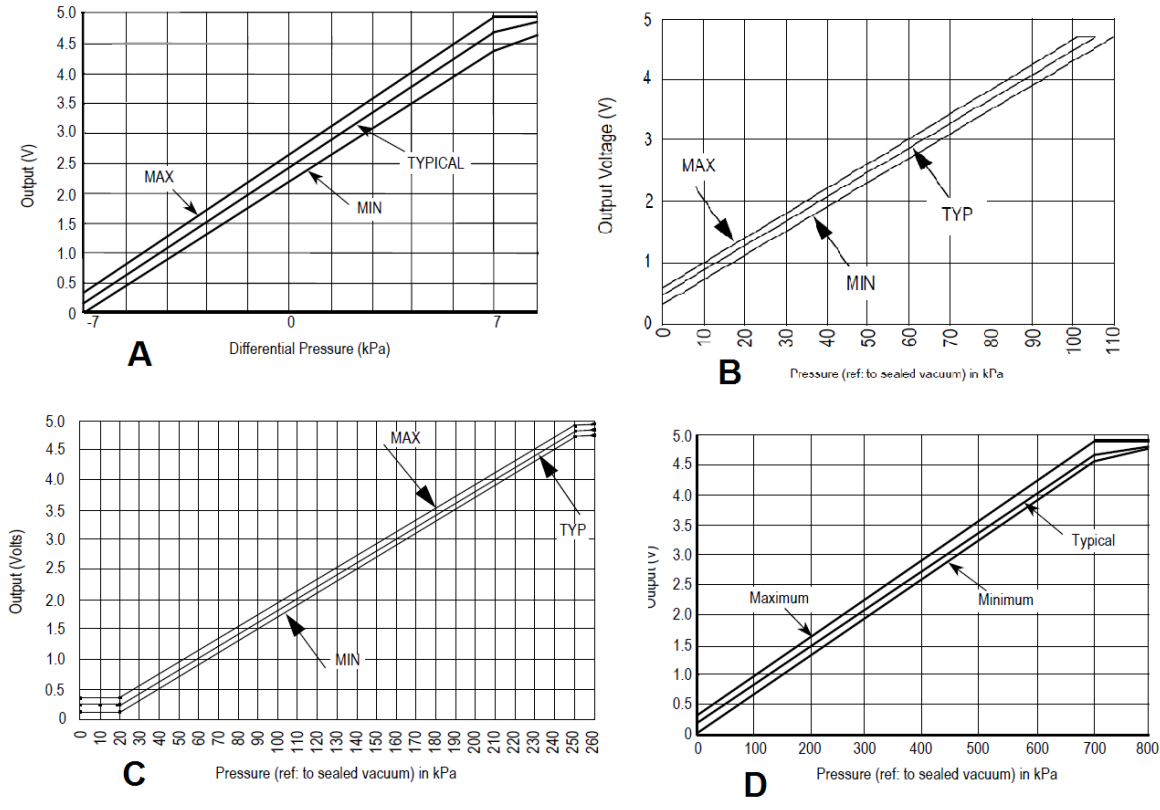 5.0
4.5
4.0
3.5
3.0
2.5
2.0
1.5
1.0
0.5
0
Output (V)
MAX
TYPICAL
MIN
-7 0 7
A
Differential Pressure (kPa)
5
4
3
2
1
0
Output Voltage (V)
MAX
TYP
MIN
0 10 20 30 40 50 60 70 80 90 100 110
B
Pressure (ref: to sealed vacuum) in kPa
5.0
4.5
4.0
3.5
3.0
2.5
2.0
1.5
1.0
0.5
0
Output (Volts)
MAX
TYP
MIN
0 10 20 30 40 50 60 70 80 90 100 110 120 130 140 150 160 170 180 190 200 210 220 230 240 250 260
C
Pressure (ref: to sealed vacuum) in kPa
5.0
4.5
4.0
3.5
3.0
2.5
2.0
1.5
1.0
0.5
0
Output (V)
Typical
Minimum
Maximum
0 100 200 300 400 500 600 700 800
D
Pressure (ref: to sealed vacuum) in kPa